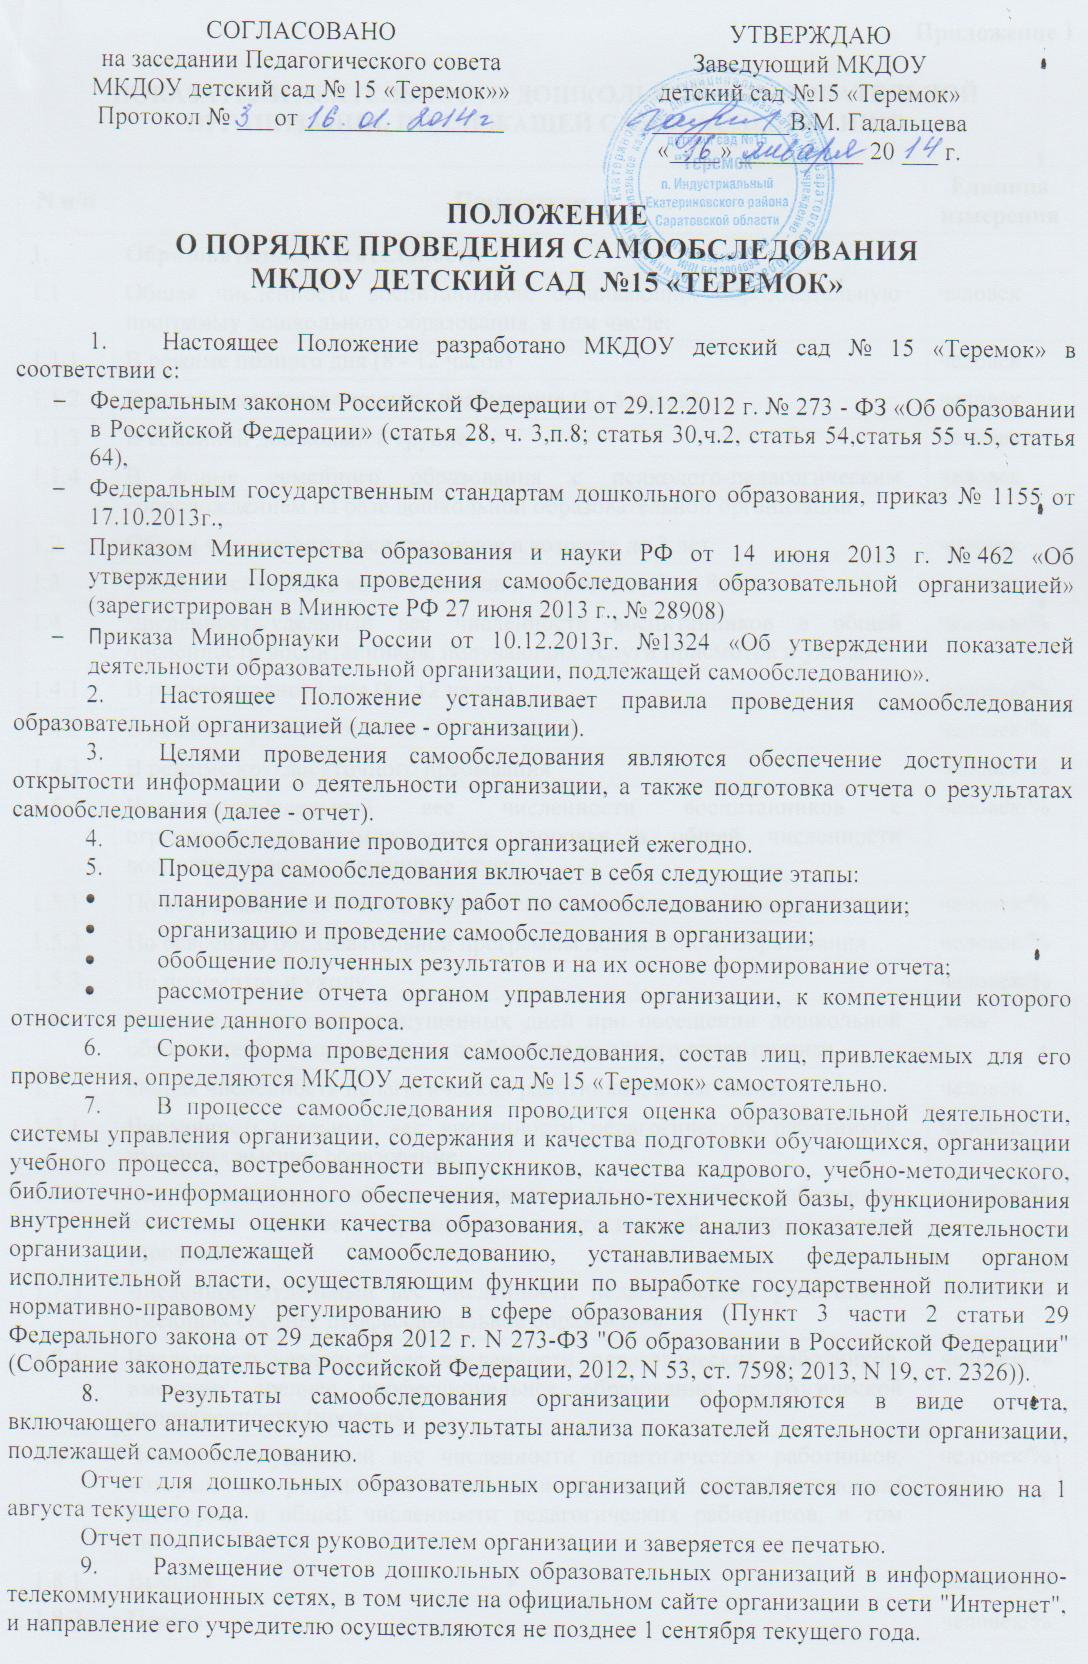 СОГЛАСОВАНО
на заседании Педагогического совета
МКДОУ детский сад № 15 «Теремок»»
Протокол № 3 от 16. 01. 2014г
УТВЕРЖДАЮ
Заведующий МКДОУ
детский сад №15 «Теремок»
В.М. Гадальцева
« 16 » января 20 14 г.
детский сад №15
"Теремок"
п. Индустриальный
Екатериновского района
Саратовской области
ПОЛОЖЕНИЕ
О ПОРЯДКЕ ПРОВЕДЕНИЯ САМООБСЛЕДОВАНИЯ
МКДОУ ДЕТСКИЙ САД №15 «ТЕРЕМОК»
1. Настоящее Положение разработано МКДОУ детский сад № 15 «Теремок» в
соответствии с:
– Федеральным законом Российской Федерации от 29.12.2012 г. № 273 - ФЗ «Об образовании
в Российской Федерации» (статья 28, ч. 3,п.8; статья 30,ч.2, статья 54,статья 55 ч.5, статья
64),
– Федеральным государственным стандартам дошкольного образования, приказ № 1155 от
17.10.2013г.,
– Приказом Министерства образования и науки РФ от 14 июня 2013 г. № 462 «Об
утверждении Порядка проведения самообследования образовательной организацией»
(зарегистрирован в Минюсте РФ 27 июня 2013 г., № 28908)
– Приказа Минобрнауки России от 10.12.2013г. №1324 «Об утверждении показателей
деятельности образовательной организации, подлежащей самообследованию».
2. Настоящее Положение устанавливает правила проведения самообследования
образовательной организацией (далее - организации).
3. Целями проведения самообследования являются обеспечение доступности и
открытости информации о деятельности организации, а также подготовка отчета о результатах
самообследования (далее - отчет).
4. Самообследование проводится организацией ежегодно.
5. Процедура самообследования включает в себя следующие этапы:
• планирование и подготовку работ по самообследованию организации;
• организацию и проведение самообследования в организации;
• обобщение полученных результатов и на их основе формирование отчета;
• рассмотрение отчета органом управления организации, к компетенции которого
относится решение данного вопроса.
6. Сроки, форма проведения самообследования, состав лиц, привлекаемых для его
проведения, определяются МКДОУ детский сад № 15 «Теремок» самостоятельно.
7. В процессе самообследования проводится оценка образовательной деятельности,
системы управления организации, содержания и качества подготовки обучающихся, организации
учебного процесса, востребованности выпускников, качества кадрового, учебно-методического,
библиотечно-информационного обеспечения, материально-технической базы, функционирования
внутренней системы оценки качества образования, а также анализ показателей деятельности
организации, подлежащей самообследованию, устанавливаемых федеральным органом
исполнительной власти, осуществляющим функции по выработке государственной политики и
нормативно-правовому регулированию в сфере образования (Пункт 3 части 2 статьи 29
Федерального закона от 29 декабря 2012 г. N 273-ФЗ "Об образовании в Российской Федерации"
(Собрание законодательства Российской Федерации, 2012, N 53, ст. 7598; 2013, N 19, ст. 2326)).
8. Результаты самообследования организации оформляются в виде отчета,
включающего аналитическую часть и результаты анализа показателей деятельности организации,
подлежащей самообследованию.
Отчет для дошкольных образовательных организаций составляется по состоянию на 1
августа текущего года.
Отчет подписывается руководителем организации и заверяется ее печатью.
9. Размещение отчетов дошкольных образовательных организаций в информационно-
телекоммуникационных сетях, в том числе на официальном сайте организации в сети "Интернет",
и направление его учредителю осуществляются не позднее 1 сентября текущего года.